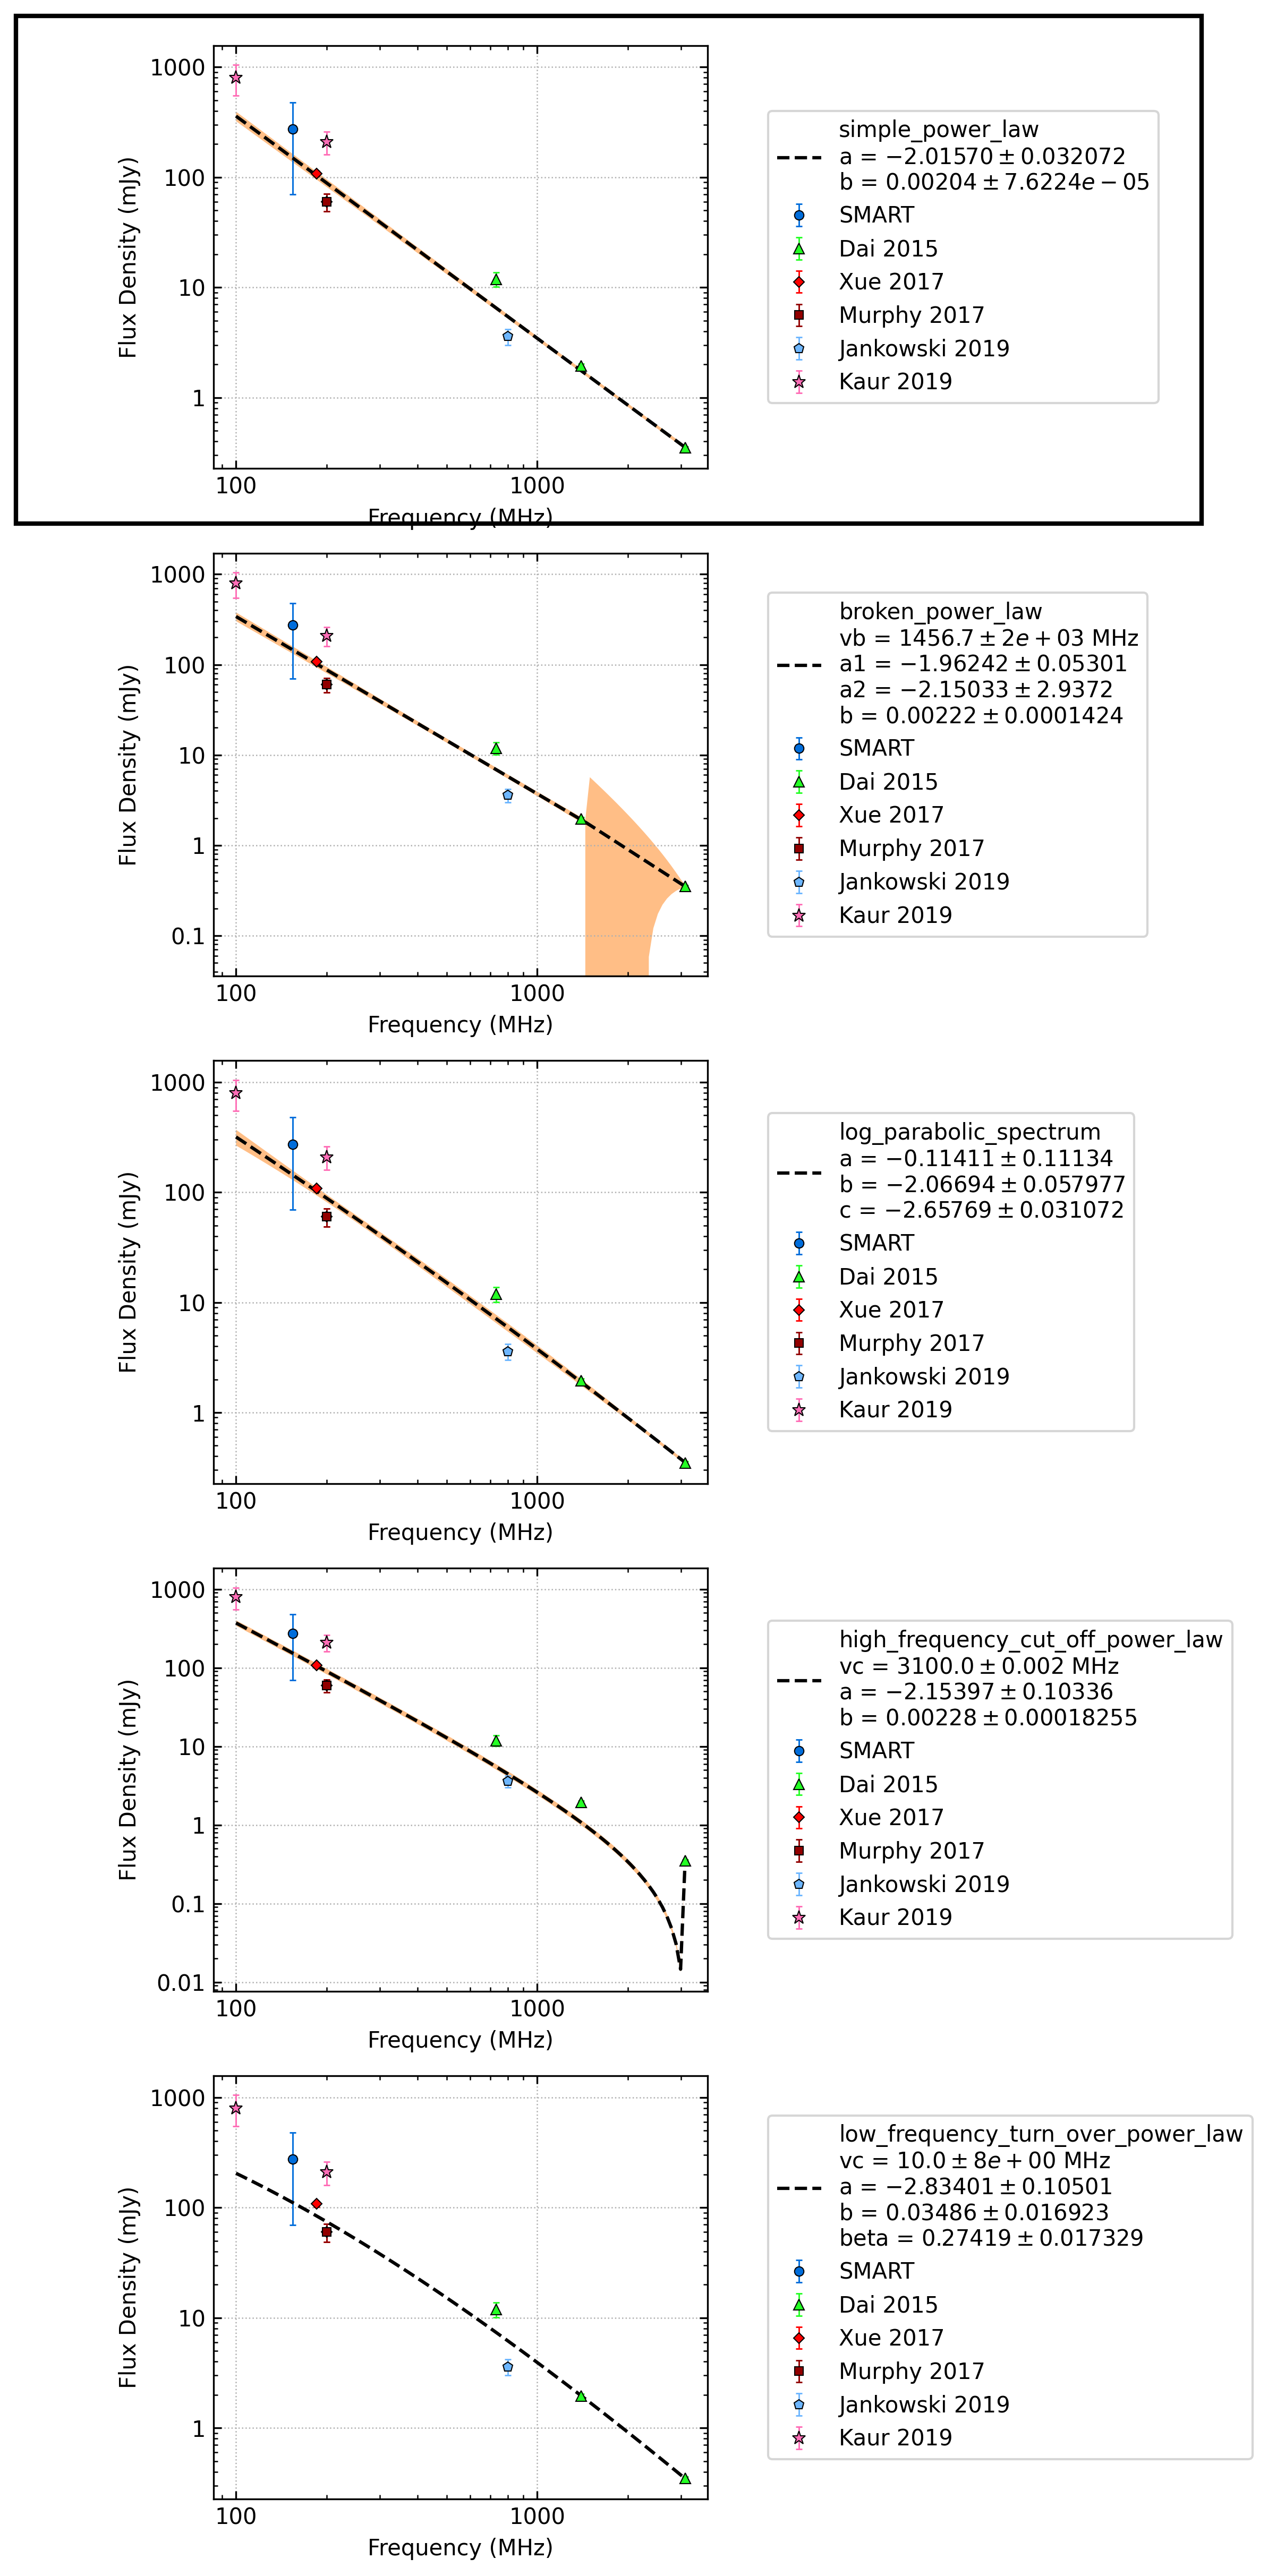 1000
100
10
1
Flux Density (mJy)
100
1000
Frequency (MHz)
simple_power_law
a = −2.01570 ± 0.032072
b = 0.00204 ± 7.6224e − 05
SMART
Dai 2015
Xue 2017
Murphy 2017
Jankowski 2019
Kaur 2019
1000
100
10
1
0.1
Flux Density (mJy)
100
1000
Frequency (MHz)
broken_power_law
vb = 1456.7 ± 2e + 03 MHz
a1 = −1.96242 ± 0.05301
a2 = −2.15033 ± 2.9372
b = 0.00222 ± 0.0001424
SMART
Dai 2015
Xue 2017
Murphy 2017
Jankowski 2019
Kaur 2019
1000
100
10
1
Flux Density (mJy)
100
1000
Frequency (MHz)
log_parabolic_spectrum
a = −0.11411 ± 0.11134
b = −2.06694 ± 0.057977
c = −2.65769 ± 0.031072
SMART
Dai 2015
Xue 2017
Murphy 2017
Jankowski 2019
Kaur 2019
1000
100
10
1
0.1
0.01
Flux Density (mJy)
100
1000
Frequency (MHz)
high_frequency_cut_off_power_law
vc = 3100.0 ± 0.002 MHz
a = −2.15397 ± 0.10336
b = 0.00228 ± 0.00018255
SMART
Dai 2015
Xue 2017
Murphy 2017
Jankowski 2019
Kaur 2019
1000
100
10
1
Flux Density (mJy)
100
1000
Frequency (MHz)
low_frequency_turn_over_power_law
vc = 10.0 ± 8e + 00 MHz
a = −2.83401 ± 0.10501
b = 0.03486 ± 0.016923
beta = 0.27419 ± 0.017329
SMART
Dai 2015
Xue 2017
Murphy 2017
Jankowski 2019
Kaur 2019